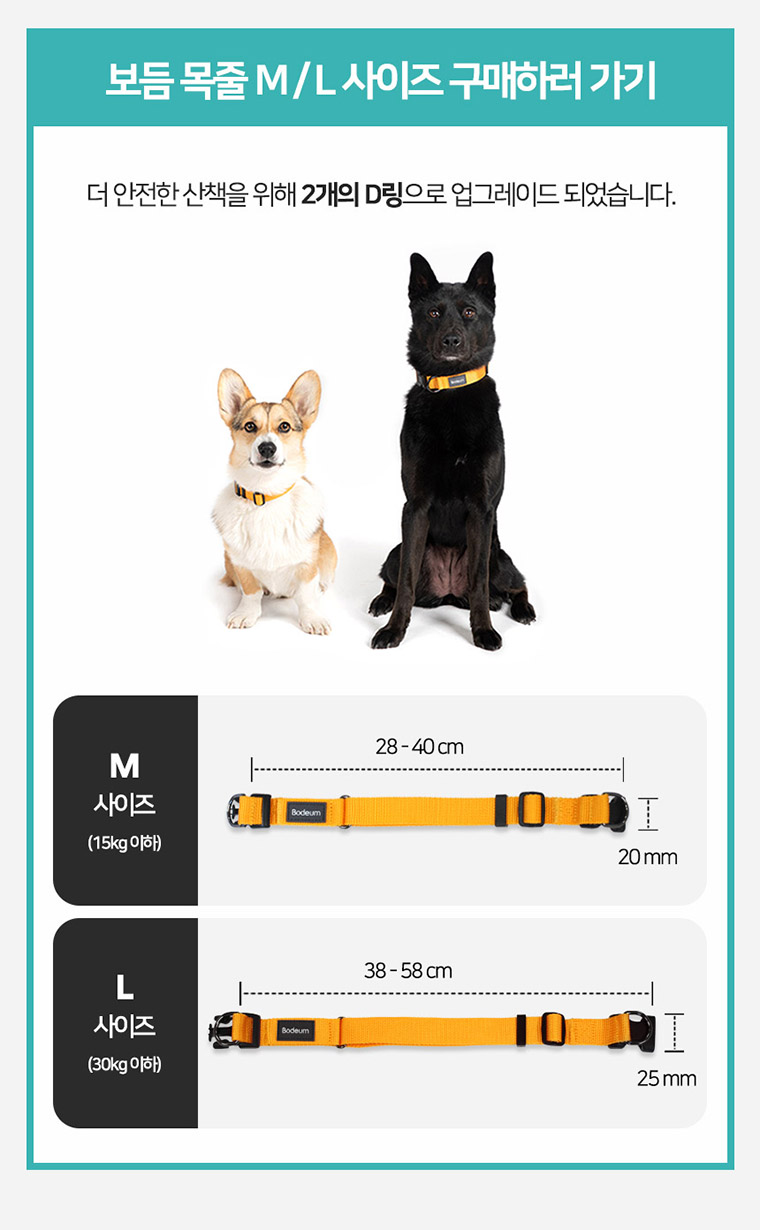 보듬 목줄 M / L 사이즈 구매하러 가기
더 안전한 산책을 위해 2개의 D링으로 업그레이드 되었습니다.
Bodeum
M
사이즈
(15kg 이하)
28 - 40 cm
Bodeum
20 mm
L
사이즈
(30kg 이하)
38 - 58 cm
Bodeum
25 mm